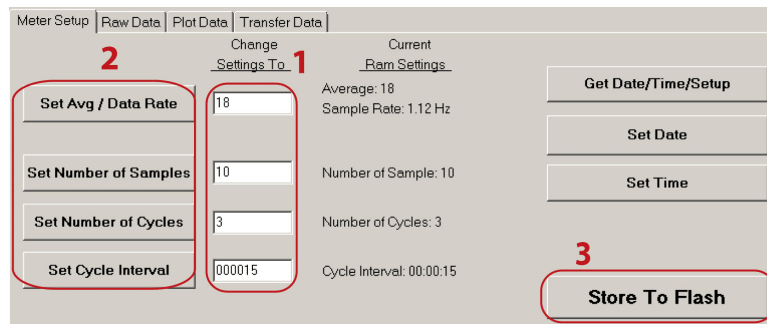 Meter Setup Raw Data Plot Data Transfer Data
2
Change
Settings To
1
Current
Ram Settings
Set Avg / Data Rate
18
Average: 18
Sample Rate: 1.12 Hz
Get Date/Time/Setup
Set Date
Set Number of Samples
10
Number of Sample: 10
Set Time
Set Number of Cycles
3
Number of Cycles: 3
Set Cycle Interval
000015
Cycle Interval: 00:00:15
3
Store To Flash